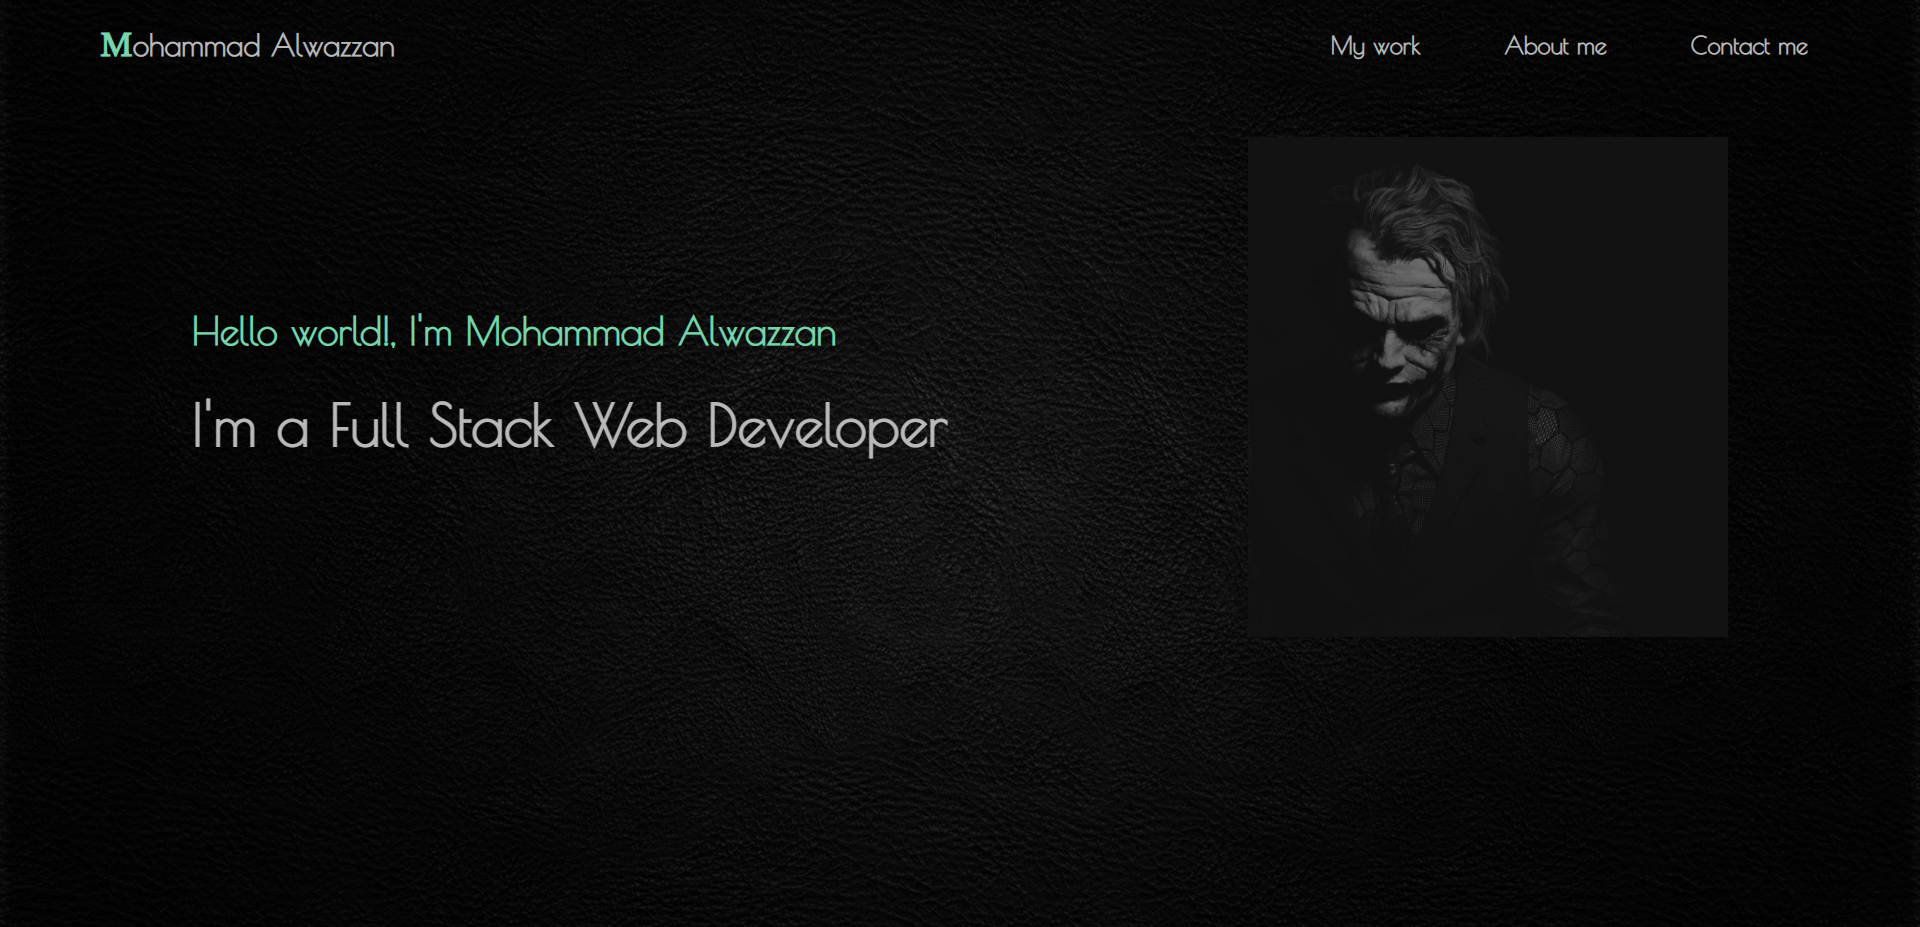 Mohammad Alwazzan
My work
About me
Contact me
Hello world!, I'm Mohammad Alwazzan
I'm a Full Stack Web Developer